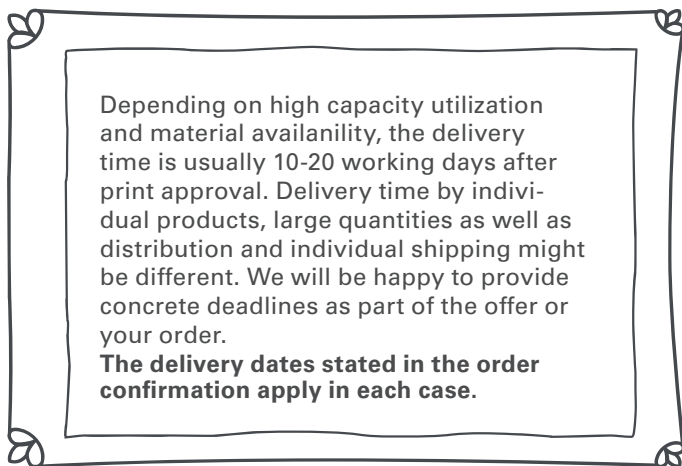 Depending on high capacity utilization
and material availanility, the delivery
time is usually 10-20 working days after
print approval. Delivery time by indivi-
dual products, large quantities as well as
distribution and individual shipping might
be different. We will be happy to provide
concrete deadlines as part of the offer or
your order.
The delivery dates stated in the order
confirmation apply in each case.